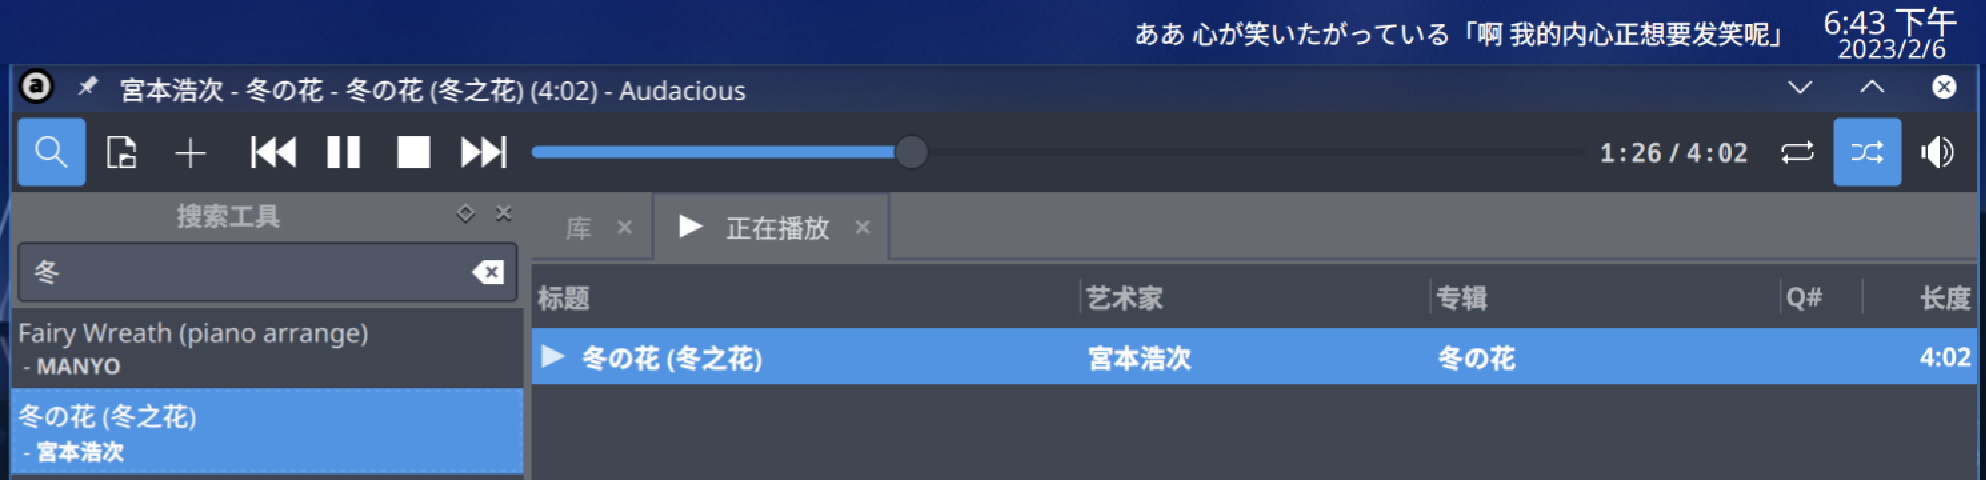 ああ 心が笑いたがっている「啊 我的内心正想要发笑呢」
6:43 下午
2023/2/6
宮本浩次 - 冬の花 - 冬の花 (冬之花) (4:02) - Audacious
1:26 / 4:02
搜索工具
库
正在播放
冬
标题 艺术家 专辑 Q# 长度
Fairy Wreath (piano arrange)
- MANYO
冬の花 (冬之花)
- 宮本浩次
冬の花 (冬之花) 宮本浩次 冬の花 4:02